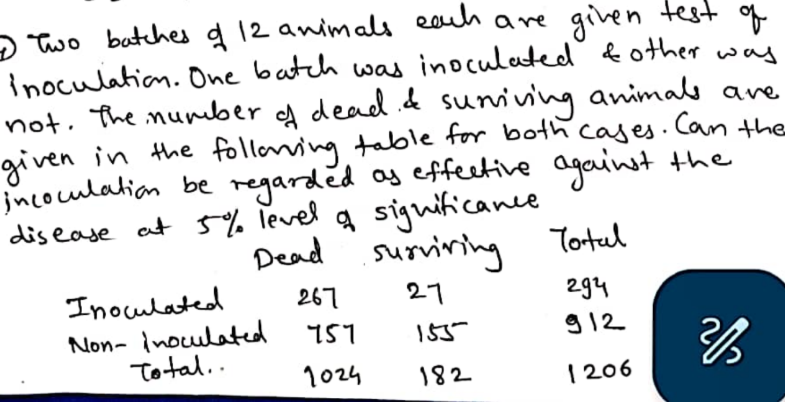 Two batches of 12 animals each are given test of
inoculation. One batch was inoculated & other was
not. The number of dead & surviving animals are
given in the following table for both cases. Can the
incoculation be regarded as effective against the
disease at 5% level of significance
Dead surviving Total
Inoculated 267 27 294
Non-inoculated 757 155 912
Total.. 1024 182 1206